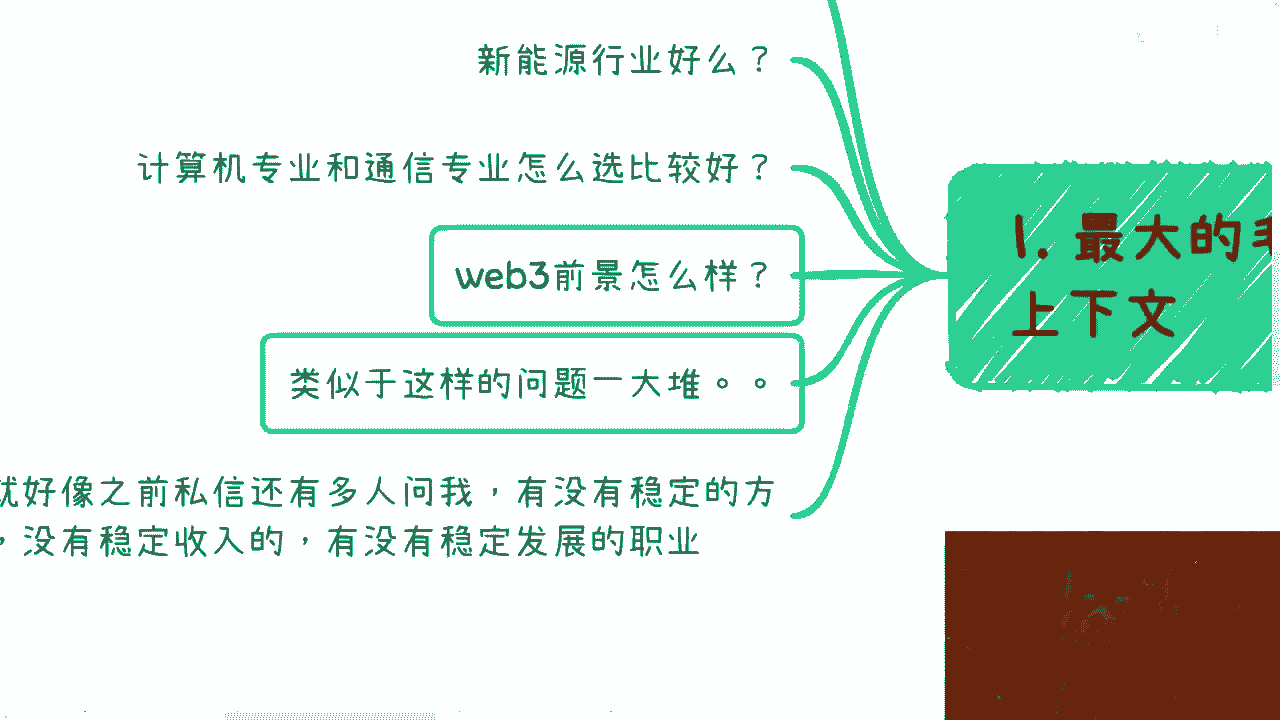 新能源行业好么？
计算机专业和通信专业怎么选比较好？
web3前景怎么样？
类似于这样的问题一大堆。。
就好像之前私信还有多人问我，有没有稳定的方
，没有稳定收入的，有没有稳定发展的职业
1. 最大的
上下文